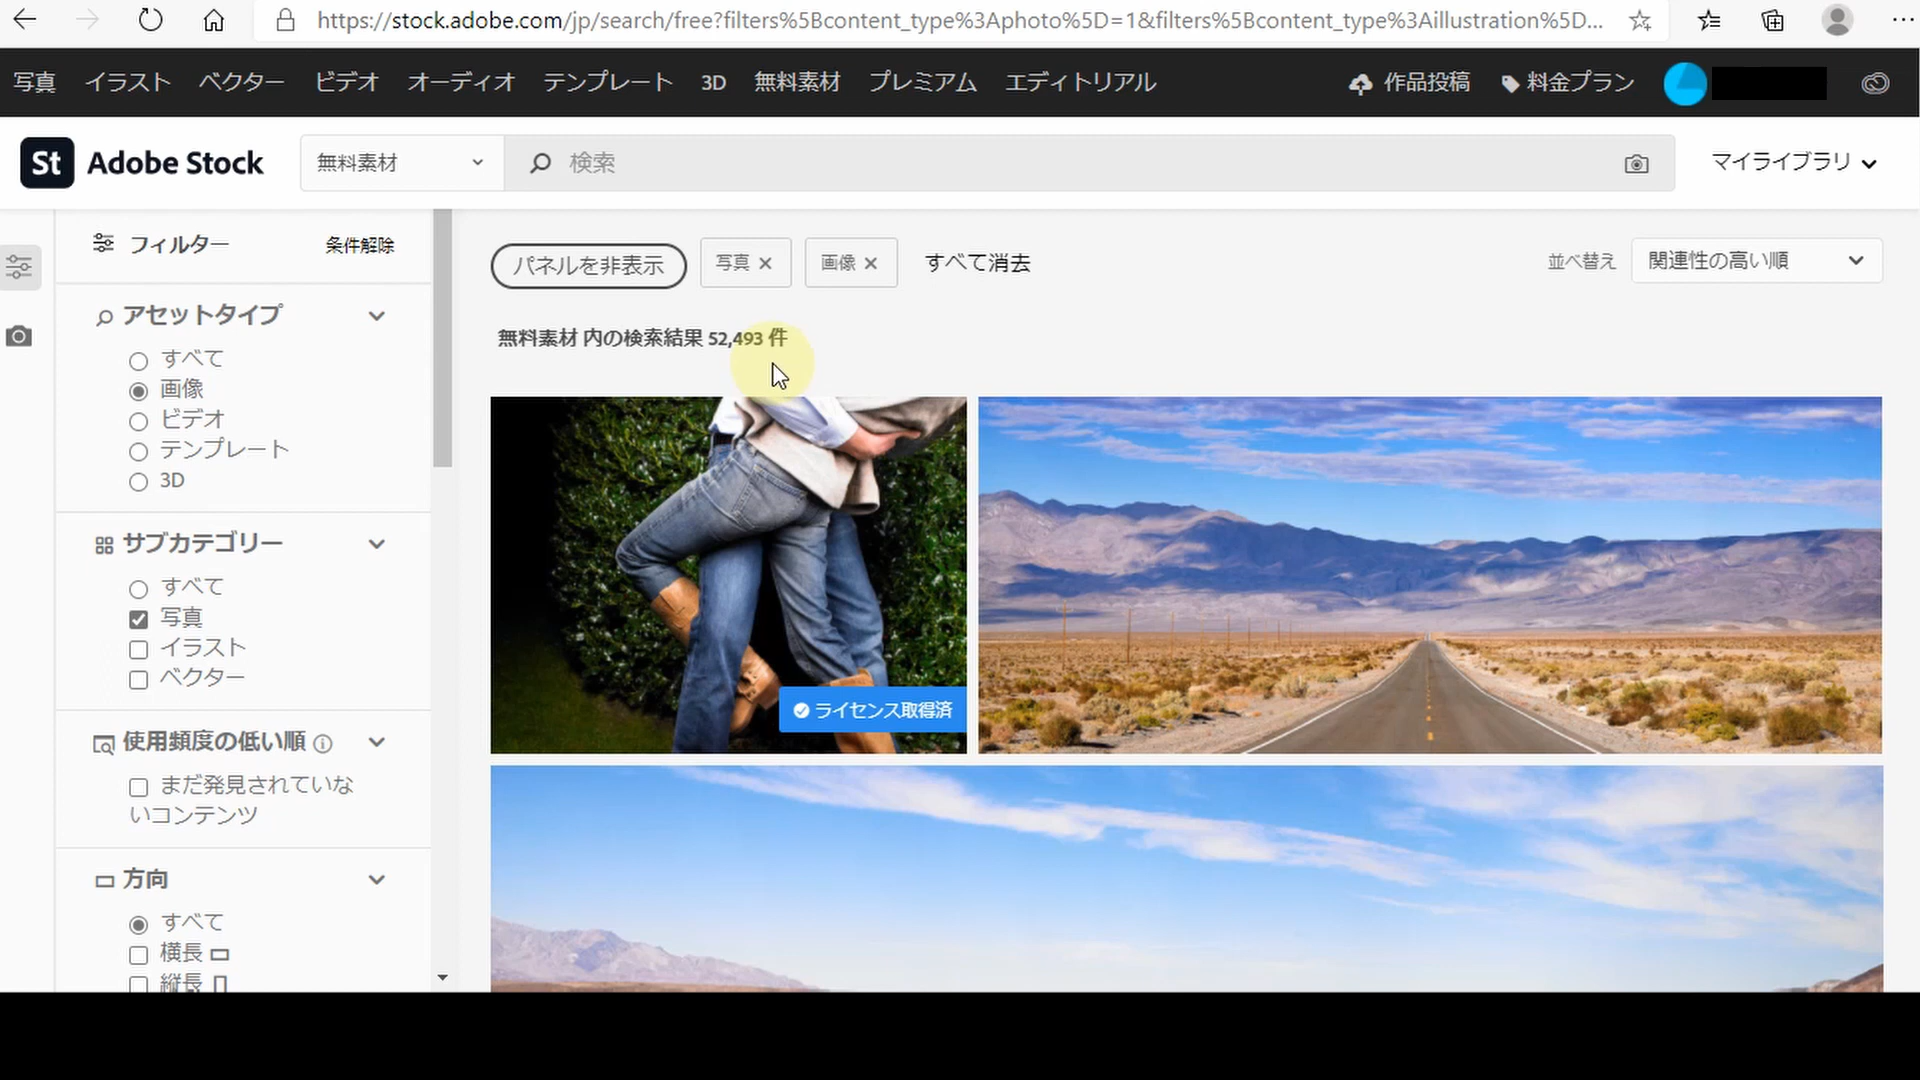 https://stock.adobe.com/jp/search/free?filters%5Bcontent_type%3Aphoto%5D=1&filters%5Bcontent_type%3Aillustration%5D...
写真 イラスト ベクター ビデオ オーディオ テンプレート 3D 無料素材 プレミアム エディトリアル 作品投稿 料金プラン
St Adobe Stock 無料素材 検索 マイライブラリ
フィルター 条件解除
パネルを非表示 写真 × 画像 × すべて消去 並べ替え 関連性の高い順
アセットタイプ
無料素材 内の検索結果 52,493 件
すべて
画像
ビデオ
テンプレート
3D
サブカテゴリー
すべて
写真
イラスト
ベクター
ライセンス取得済
使用頻度の低い順
まだ発見されていな
いコンテンツ
方向
すべて
横長
縦長